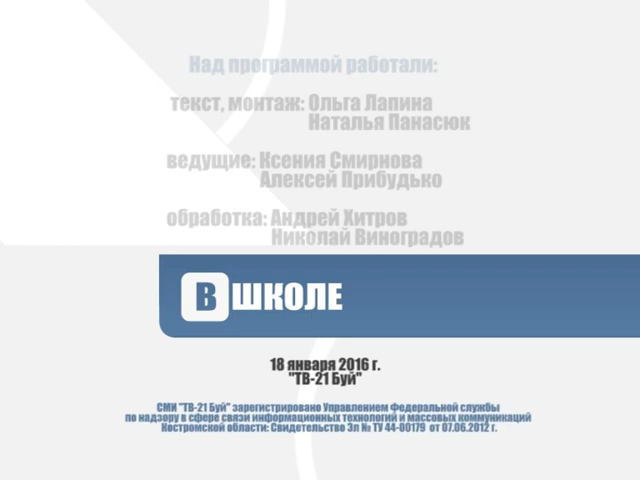 Над программой работали:
текст, монтаж: Ольга Лапина
Наталья Панасюк
ведущие: Ксения Смирнова
Алексей Прибудько
обработка: Андрей Хитров
Николай Виноградов
В ШКОЛЕ
18 января 2016 г.
"ТВ-21 Буй"
СМИ "ТВ-21 Буй" зарегистрировано Управлением Федеральной службы
по надзору в сфере связи информационных технологий и массовых коммуникаций
Костромской области: Свидетельство Эл № ТУ 44-00179 от 07.06.2012 г.